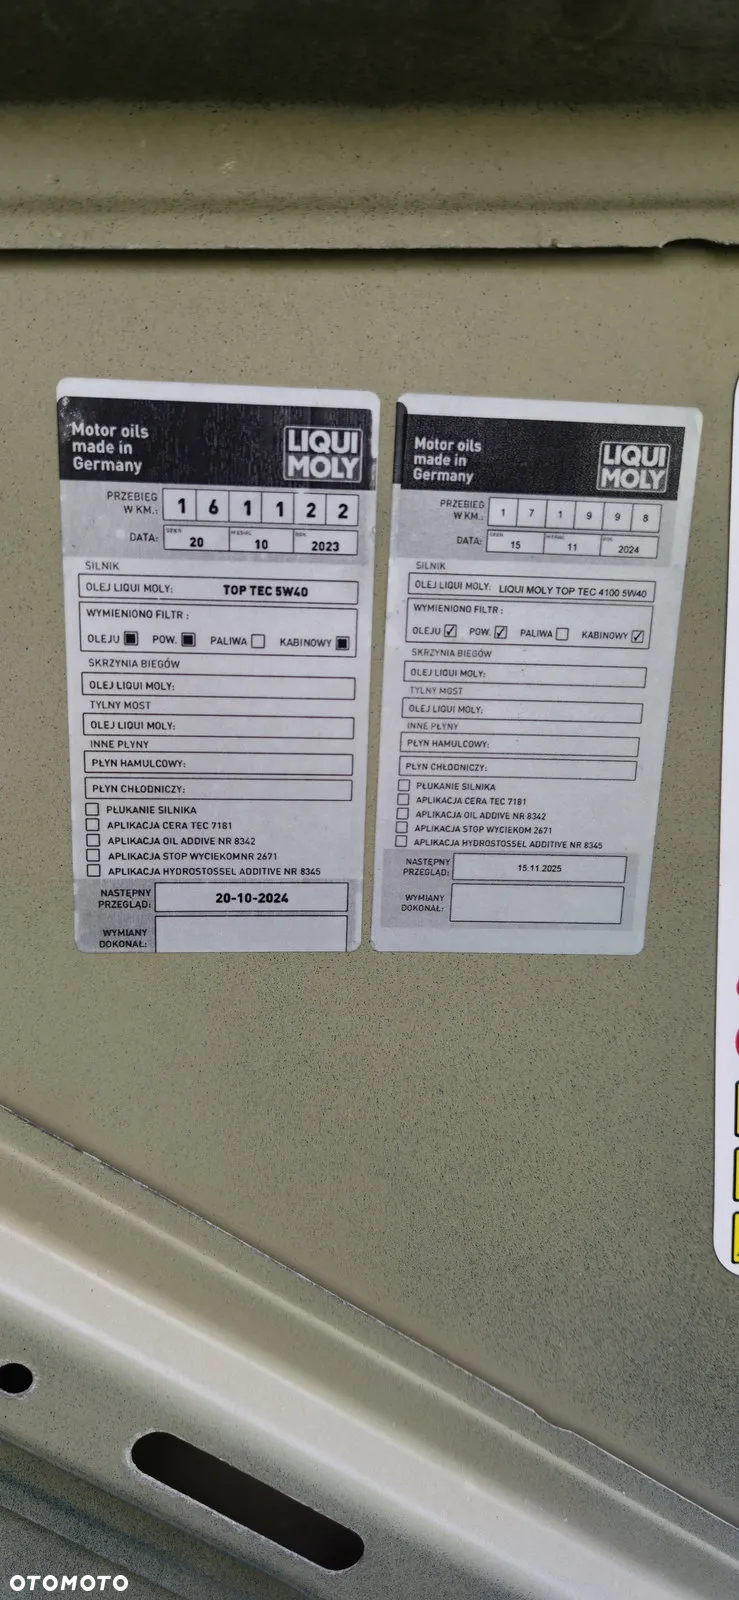 Motor oils
made in
Germany
LIQUI
MOLY
PRZEBIEG
W KM.:
1 6 1 1 2 2
DATA:
DZIEŃ
20
MIESIĄC
10
ROK
2023
SILNIK
OLEJ LIQUI MOLY: TOP TEC 5W40
WYMIENIONO FILTR :
OLEJU POW. PALIWA KABINOWY
SKRZYNIA BIEGÓW
OLEJ LIQUI MOLY:
TYLNY MOST
OLEJ LIQUI MOLY:
INNE PŁYNY
PŁYN HAMULCOWY:
PŁYN CHŁODNICZY:
PŁUKANIE SILNIKA
APLIKACJA CERA TEC 7181
APLIKACJA OIL ADDIVE NR 8342
APLIKACJA STOP WYCIEKOMNR 2671
APLIKACJA HYDROSTOSSEL ADDITIVE NR 8345
NASTĘPNY
PRZEGLĄD:
20-10-2024
WYMIANY
DOKONAŁ:
Motor oils
made in
Germany
LIQUI
MOLY
PRZEBIEG
W KM.:
1 7 1 9 9 8
DATA:
DZIEŃ
15
MIESIĄC
11
ROK
2024
SILNIK
OLEJ LIQUI MOLY: LIQUI MOLY TOP TEC 4100 5W40
WYMIENIONO FILTR :
OLEJU POW. PALIWA KABINOWY
SKRZYNIA BIEGÓW
OLEJ LIQUI MOLY:
TYLNY MOST
OLEJ LIQUI MOLY:
INNE PŁYNY
PŁYN HAMULCOWY:
PŁYN CHŁODNICZY:
PŁUKANIE SILNIKA
APLIKACJA CERA TEC 7181
APLIKACJA OIL ADDIVE NR 8342
APLIKACJA STOP WYCIEKOM 2671
APLIKACJA HYDROSTOSSEL ADDITIVE NR 8345
NASTĘPNY
PRZEGLĄD:
15.11.2025
WYMIANY
DOKONAŁ:
OTOMOTO